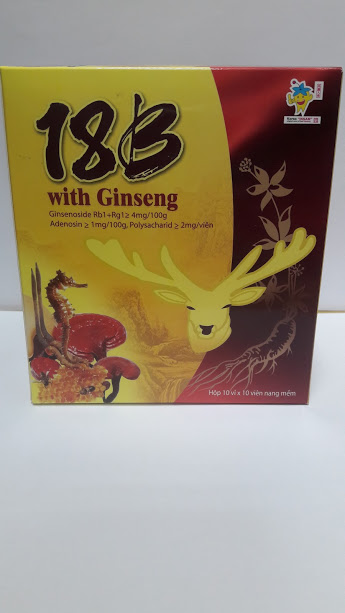 18B
with Ginseng
Ginsenoside Rb1+Rg1≥ 4mg/100g
Adenosin ≥ 1mg/100g, Polysacharid ≥ 2mg/viên
Hộp 10 vỉ x 10 viên nang mềm